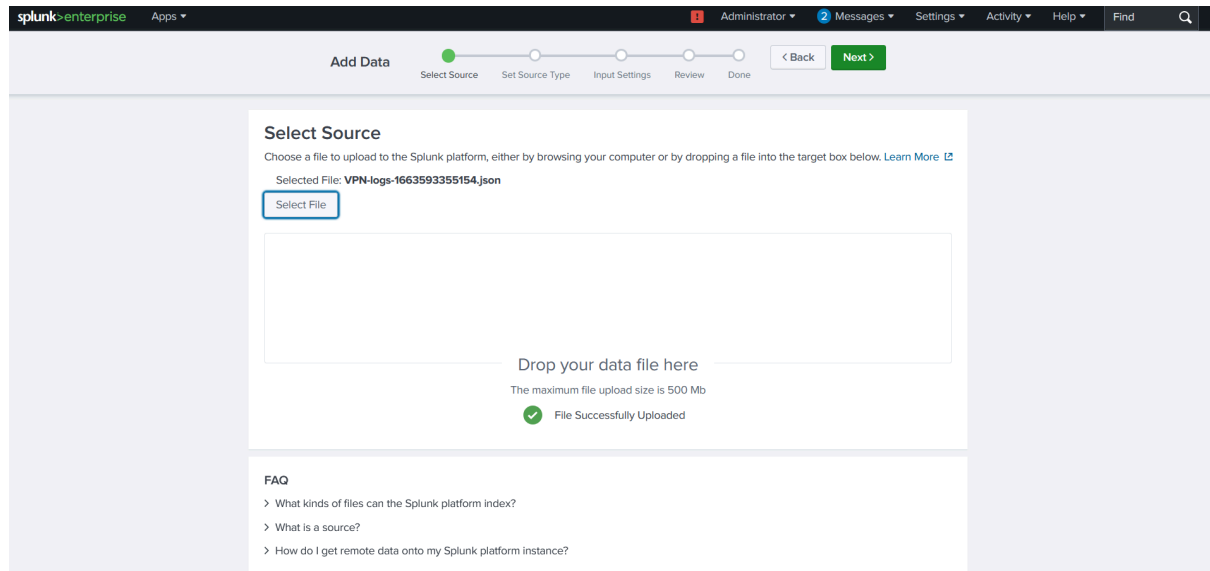 splunk>enterprise Apps ▾ ! Administrator ▾ 2 Messages ▾ Settings ▾ Activity ▾ Help ▾ Find
Add Data
Select Source Set Source Type Input Settings Review Done
< Back Next >
Select Source
Choose a file to upload to the Splunk platform, either by browsing your computer or by dropping a file into the target box below. Learn More
Selected File: VPN-logs-1663593355154.json
Select File
Drop your data file here
The maximum file upload size is 500 Mb
File Successfully Uploaded
FAQ
> What kinds of files can the Splunk platform index?
> What is a source?
> How do I get remote data onto my Splunk platform instance?